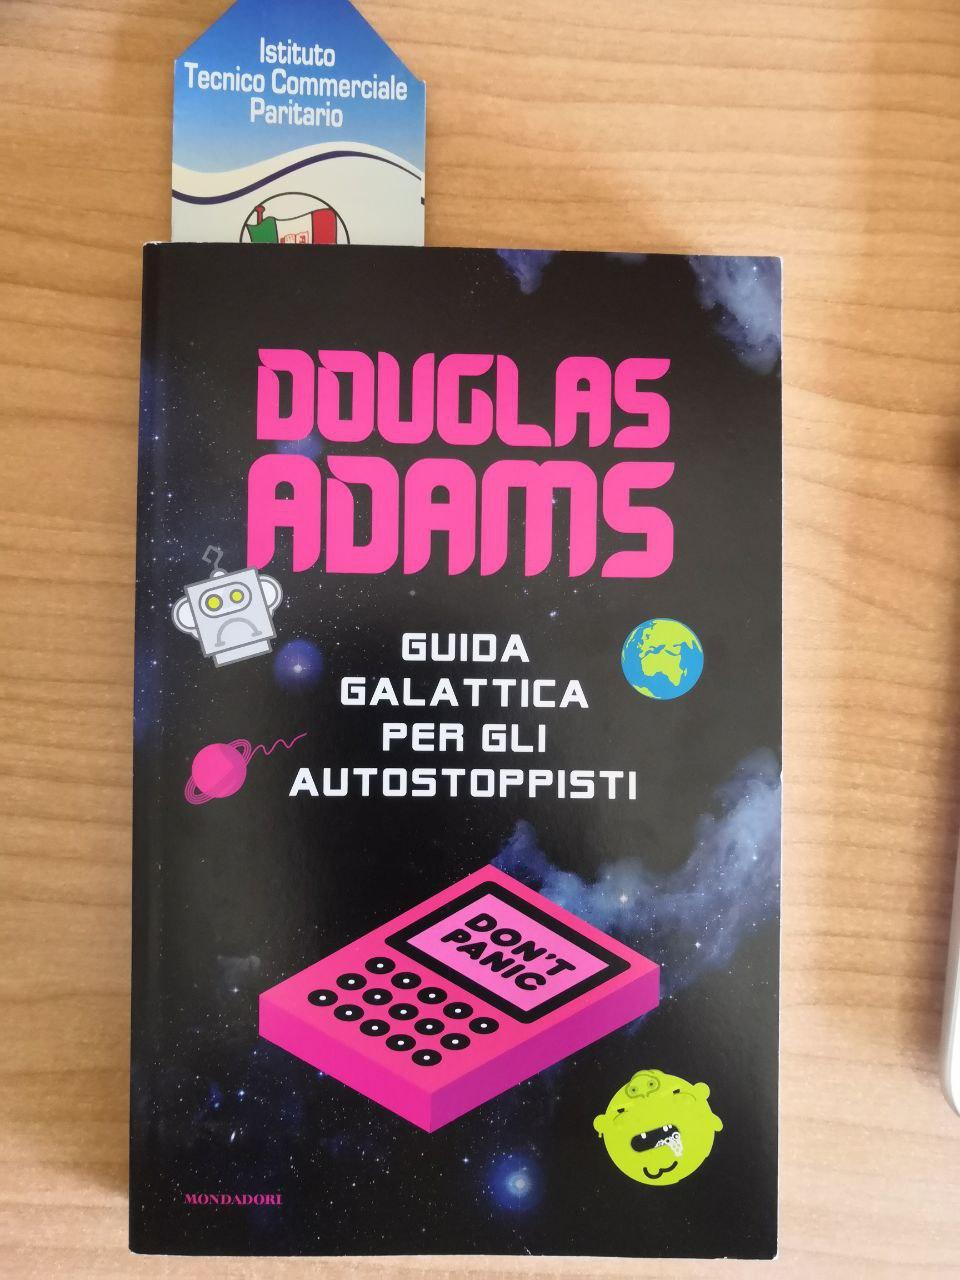 Istituto
Tecnico Commerciale
Paritario
DOUGLAS
ADAMS
GUIDA
GALATTICA
PER GLI
AUTOSTOPPISTI
DON'T
PANIC
MONDADORI